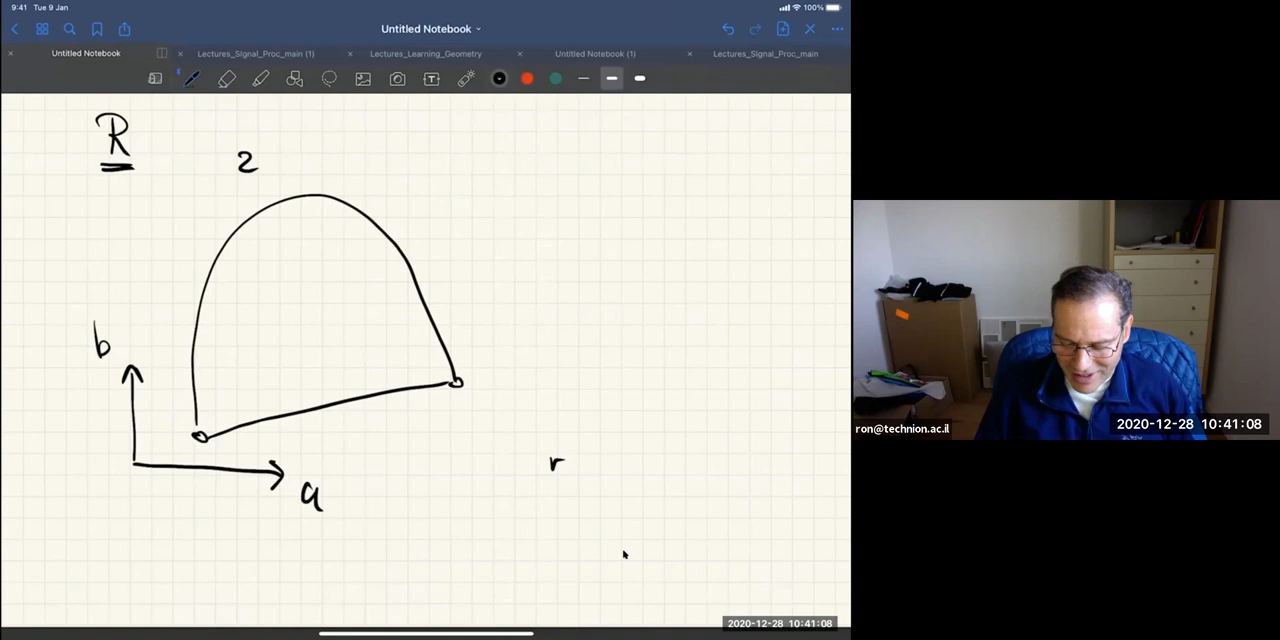 9:41 Tue 9 Jan
100%
Untitled Notebook
Untitled Notebook
Lectures_Signal_Proc_main (1)
Lectures_Learning_Geometry
Untitled Notebook (1)
Lectures_Signal_Proc_main
T
R
2
b
a
r
ron@technion.ac.il
2020-12-28 10:41:08
2020-12-28 10:41:08